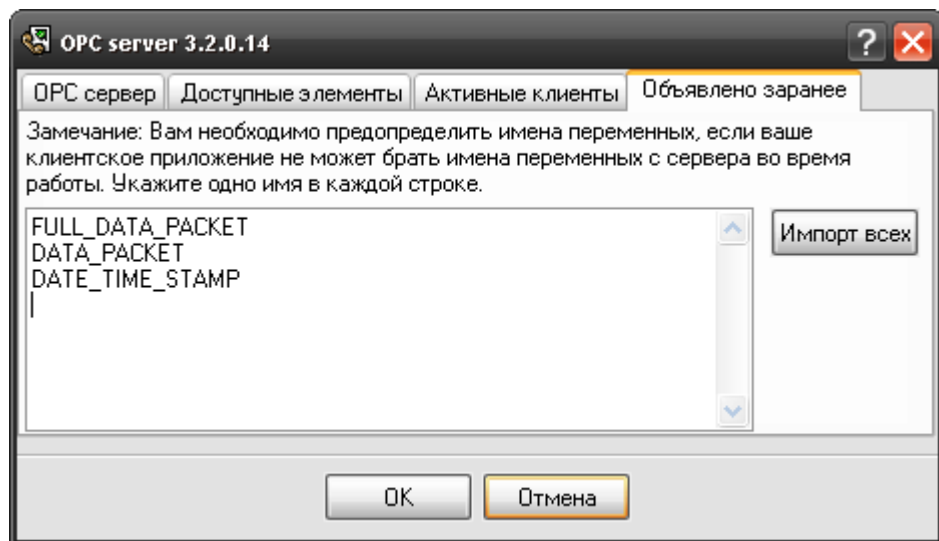 OPC server 3.2.0.14
OPC сервер Доступные элементы Активные клиенты Объявлено заранее
Замечание: Вам необходимо предопределить имена переменных, если ваше
клиентское приложение не может брать имена переменных с сервера во время
работы. Укажите одно имя в каждой строке.
FULL_DATA_PACKET
DATA_PACKET
DATE_TIME_STAMP
Импорт всех
OK Отмена